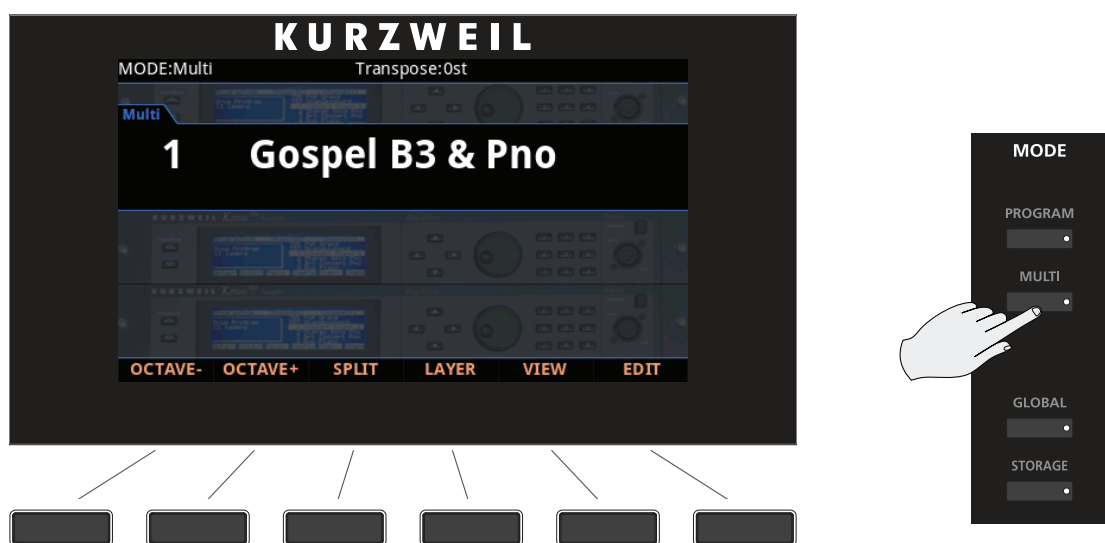 KURZWEIL
MODE:Multi Transpose:0st
Multi
1 Gospel B3 & Pno
OCTAVE- OCTAVE+ SPLIT LAYER VIEW EDIT
MODE
PROGRAM
MULTI
GLOBAL
STORAGE